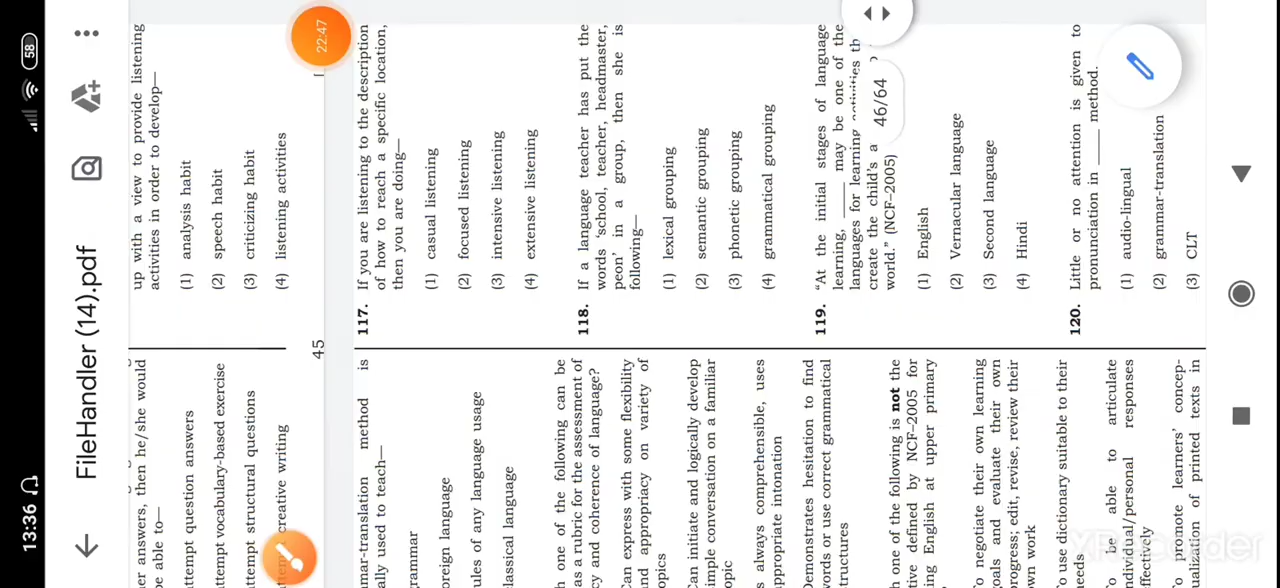 13:36
58
22:47
FileHandler (14).pdf
46/64
er answers, then he/she would
be able to—
ttempt question answers
ttempt vocabulary-based exercise
ttempt structural questions
creative writing
up with a view to provide listening
activities in order to develop—
(1) analysis habit
(2) speech habit
(3) criticizing habit
(4) listening activities
45
mar-translation method is
ally used to teach—
grammar
oreign language
rules of any language usage
lassical language
h one of the following can be
as a rubric for the assessment of
cy and coherence of language?
Can express with some flexibility
and appropriacy on variety of
opics
Can initiate and logically develop
imple conversation on a familiar
opic
s always comprehensible, uses
appropriate intonation
Demonstrates hesitation to find
words or use correct grammatical
tructures
h one of the following is not the
tive defined by NCF–2005 for
ing English at upper primary
To negotiate their own learning
goals and evaluate their own
progress; edit, revise, review their
own work
To use dictionary suitable to their
needs
To be able to articulate
individual/personal responses
effectively
To promote learners' concep-
tualization of printed texts in
117. If you are listening to the description
of how to reach a specific location,
then you are doing—
(1) casual listening
(2) focused listening
(3) intensive listening
(4) extensive listening
118. If a language teacher has put the
words 'school, teacher, headmaster,
peon' in a group, then she is
following—
(1) lexical grouping
(2) semantic grouping
(3) phonetic grouping
(4) grammatical grouping
119. "At the initial stages of language
learning, _____ may be one of the
languages for learning activities th
create the child's a
world." (NCF–2005)
(1) English
(2) Vernacular language
(3) Second language
(4) Hindi
120. Little or no attention is given to
pronunciation in _____ method.
(1) audio-lingual
(2) grammar-translation
(3) CLT